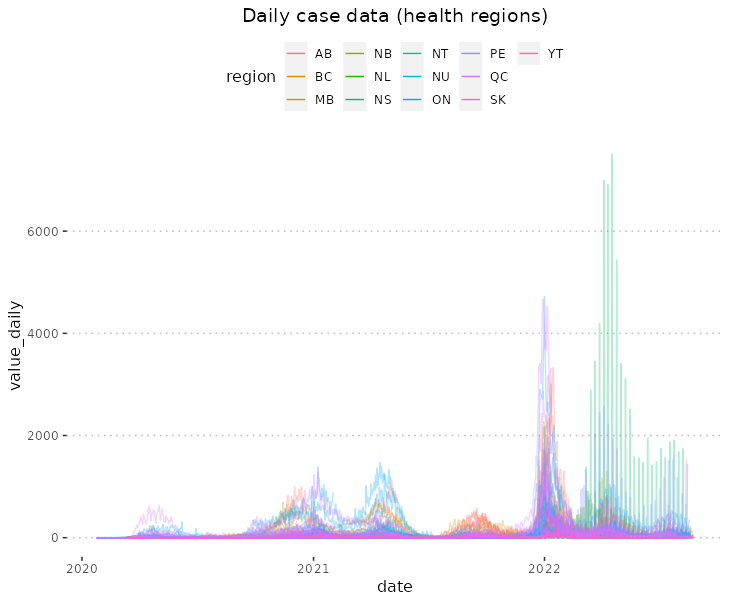 Daily case data (health regions)
AB NB NT PE YT
region BC NL NU QC
MB NS ON SK
6000
4000
2000
0
value_daily
2020 2021 2022
date